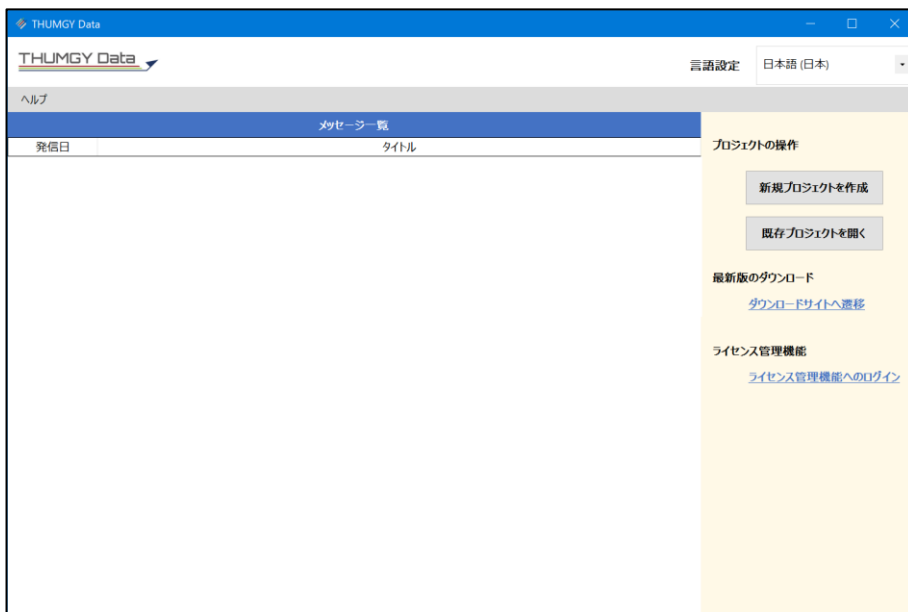 THUMGY Data
THUMGY Data
言語設定 日本語 (日本)
ヘルプ
メッセージ一覧
発信日 タイトル
プロジェクトの操作
新規プロジェクトを作成
既存プロジェクトを開く
最新版のダウンロード
ダウンロードサイトへ遷移
ライセンス管理機能
ライセンス管理機能へのログイン